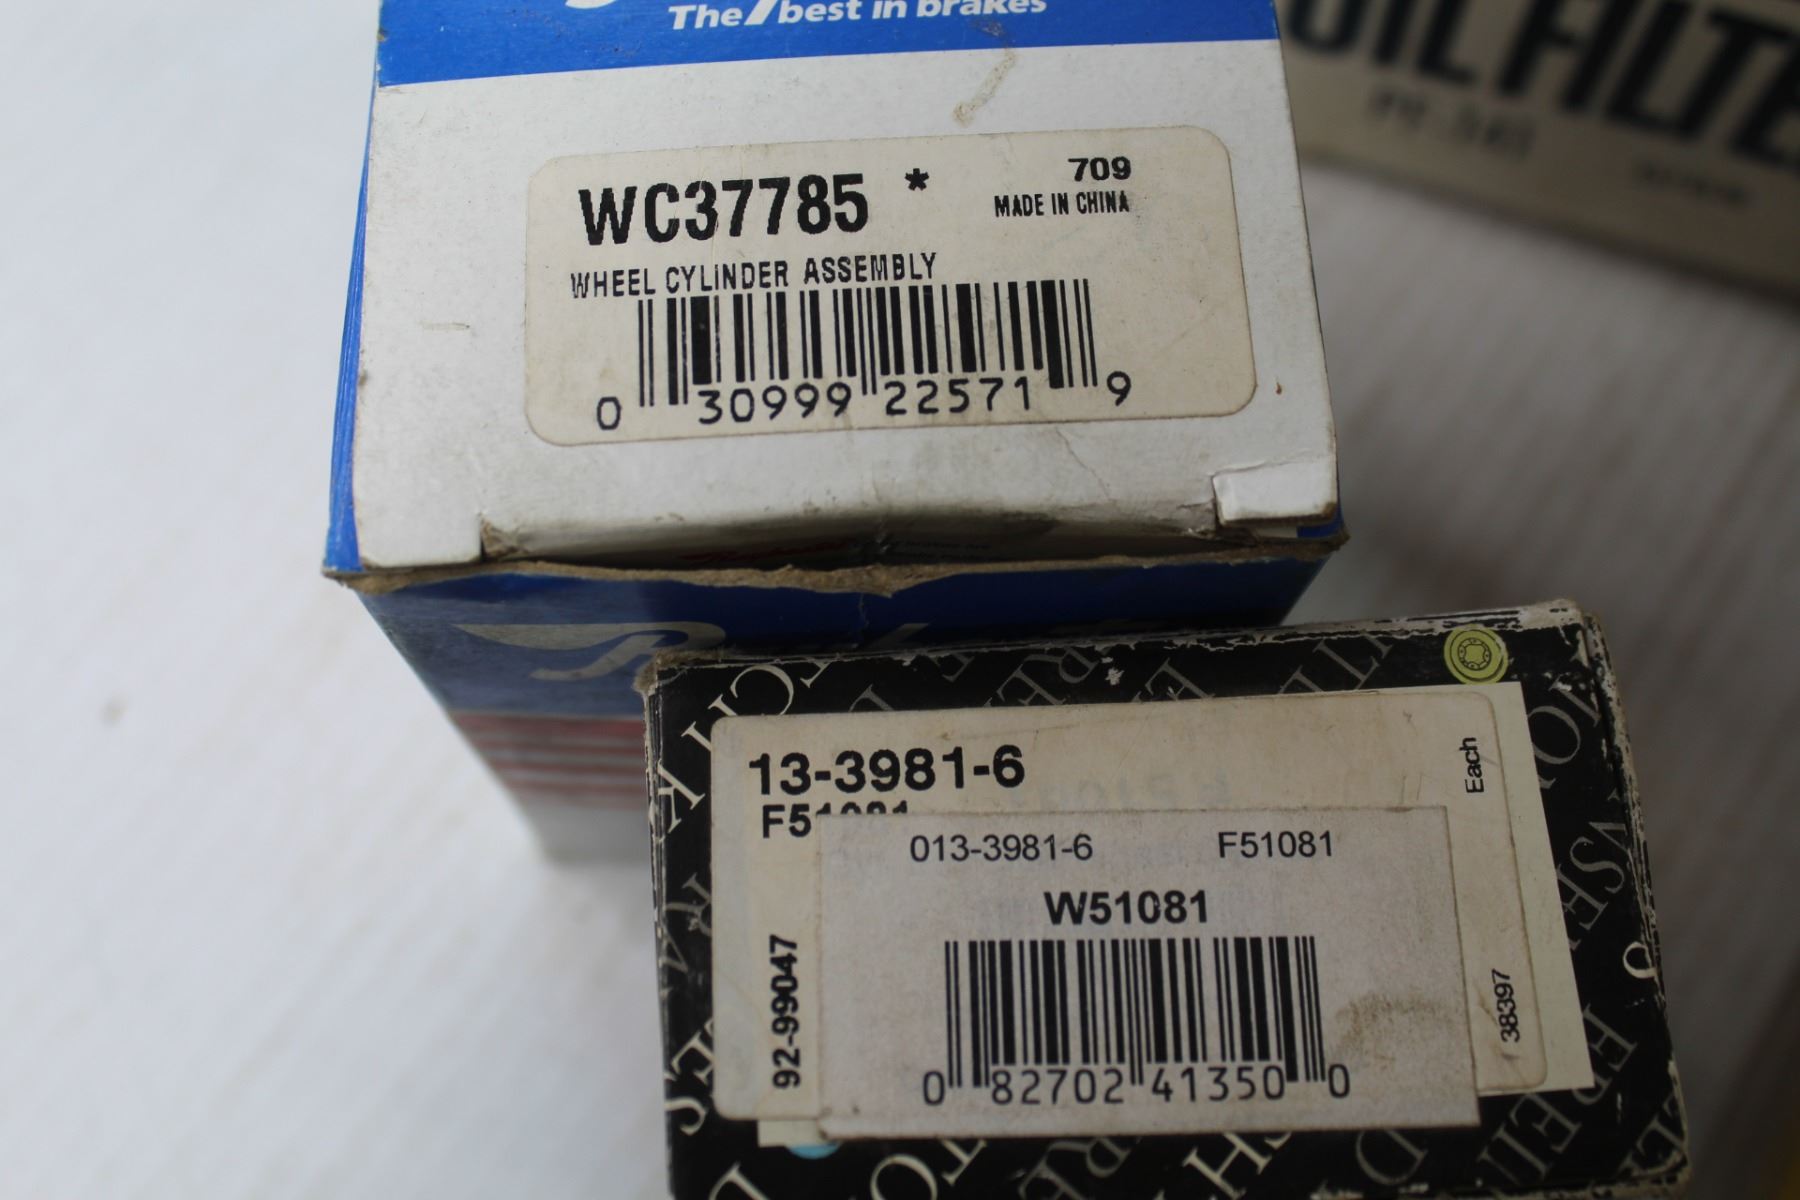 The best in brakes
OIL FILTE
WC37785 * 709
MADE IN CHINA
WHEEL CYLINDER ASSEMBLY
0 30999 22571 9
13-3981-6
Each
F51081
013-3981-6 F51081
W51081
92-99047
38397
0 82702 41350 0